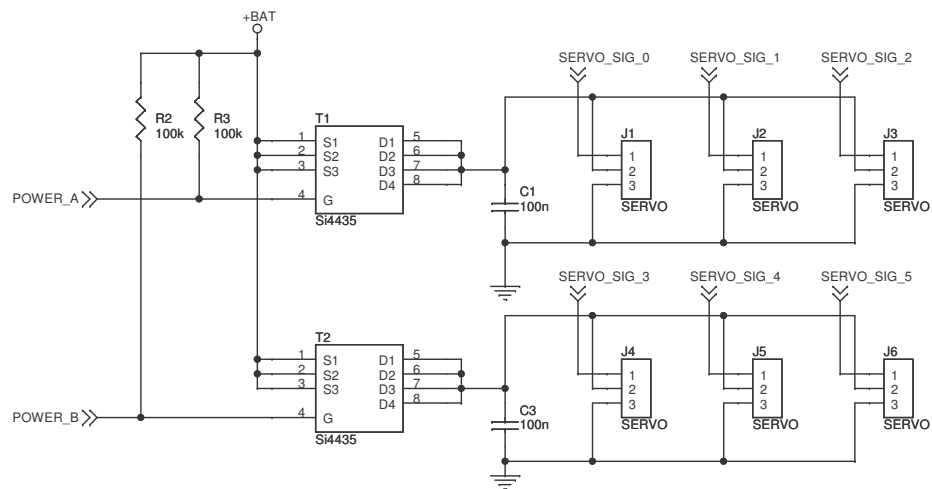 +BAT
SERVO_SIG_0 SERVO_SIG_1 SERVO_SIG_2
R2 100k
R3 100k
T1
1 S1 D1 5
2 S2 D2 6
3 S3 D3 7
D4 8
4 G
Si4435
POWER_A
C1
100n
J1
1
2
3
SERVO
J2
1
2
3
SERVO
J3
1
2
3
SERVO
SERVO_SIG_3 SERVO_SIG_4 SERVO_SIG_5
T2
1 S1 D1 5
2 S2 D2 6
3 S3 D3 7
D4 8
4 G
Si4435
POWER_B
C3
100n
J4
1
2
3
SERVO
J5
1
2
3
SERVO
J6
1
2
3
SERVO